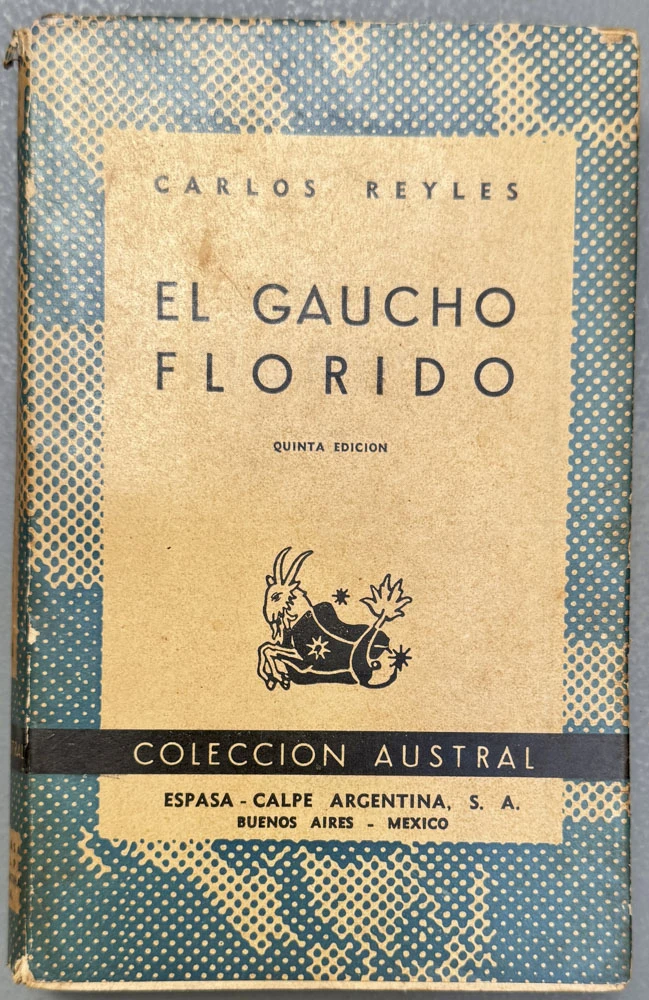 CARLOS REYLES
EL GAUCHO
FLORIDO
QUINTA EDICION
COLECCION AUSTRAL
ESPASA - CALPE ARGENTINA, S. A.
BUENOS AIRES - MEXICO